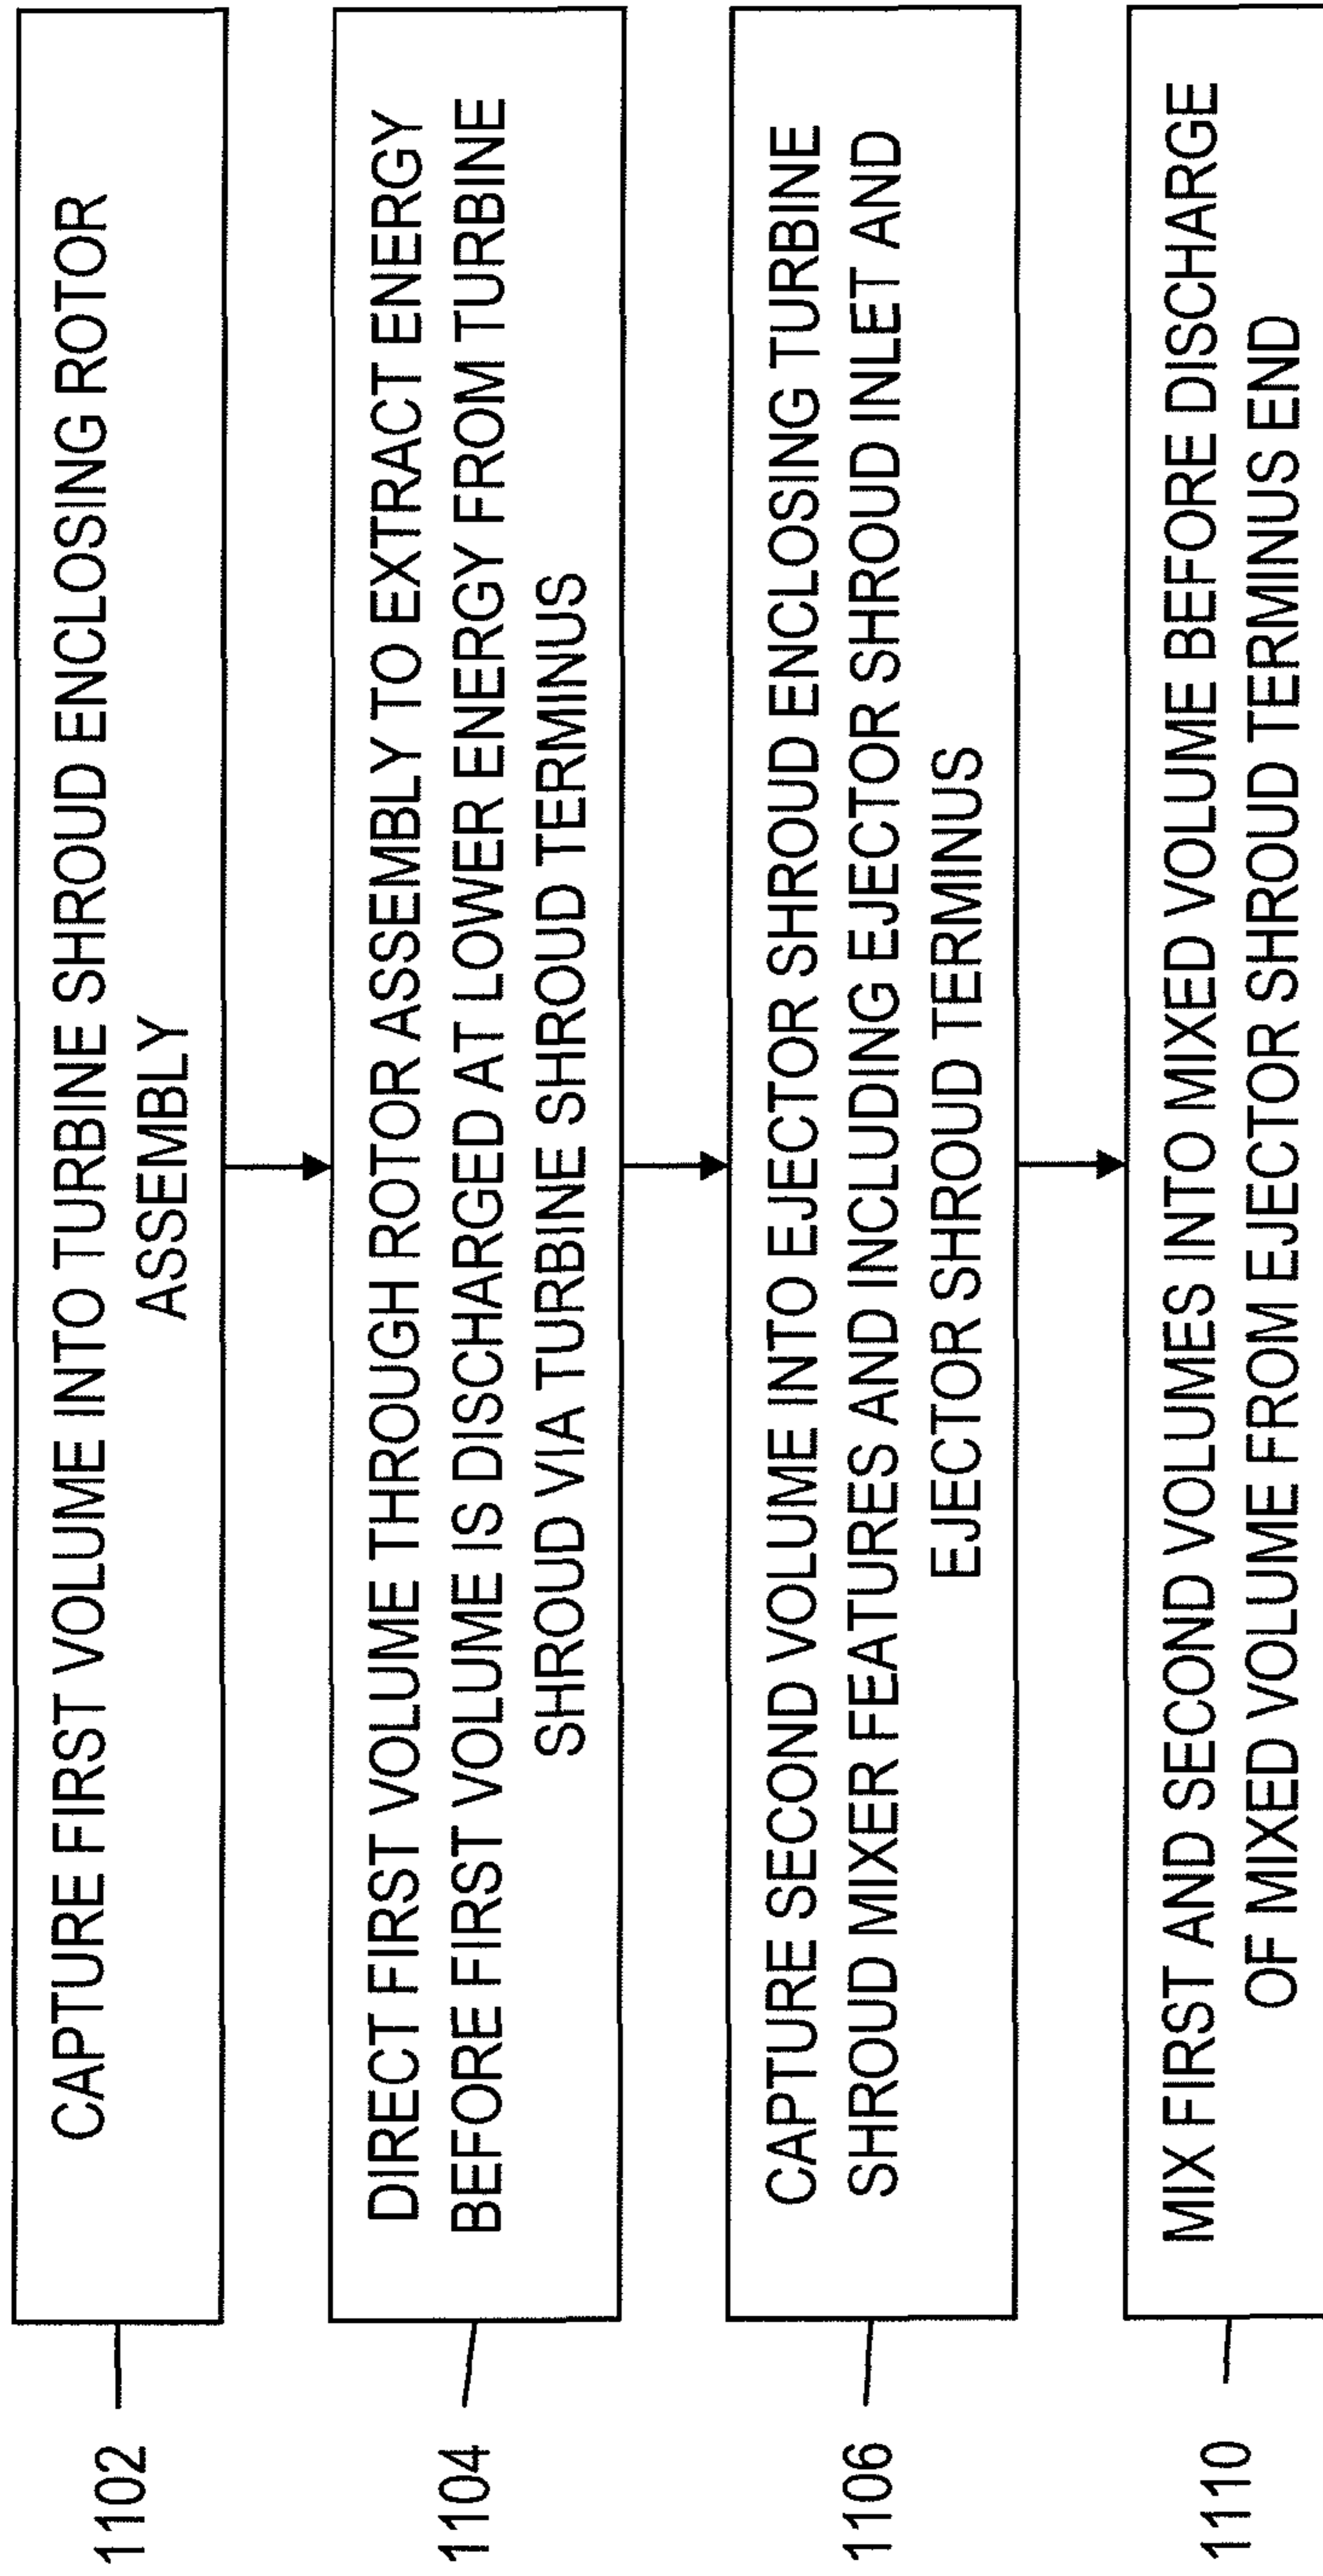 1102
CAPTURE FIRST VOLUME INTO TURBINE SHROUD ENCLOSING ROTOR
ASSEMBLY
1104
DIRECT FIRST VOLUME THROUGH ROTOR ASSEMBLY TO EXTRACT ENERGY
BEFORE FIRST VOLUME IS DISCHARGED AT LOWER ENERGY FROM TURBINE
SHROUD VIA TURBINE SHROUD TERMINUS
1106
CAPTURE SECOND VOLUME INTO EJECTOR SHROUD ENCLOSING TURBINE
SHROUD MIXER FEATURES AND INCLUDING EJECTOR SHROUD INLET AND
EJECTOR SHROUD TERMINUS
1110
MIX FIRST AND SECOND VOLUMES INTO MIXED VOLUME BEFORE DISCHARGE
OF MIXED VOLUME FROM EJECTOR SHROUD TERMINUS END